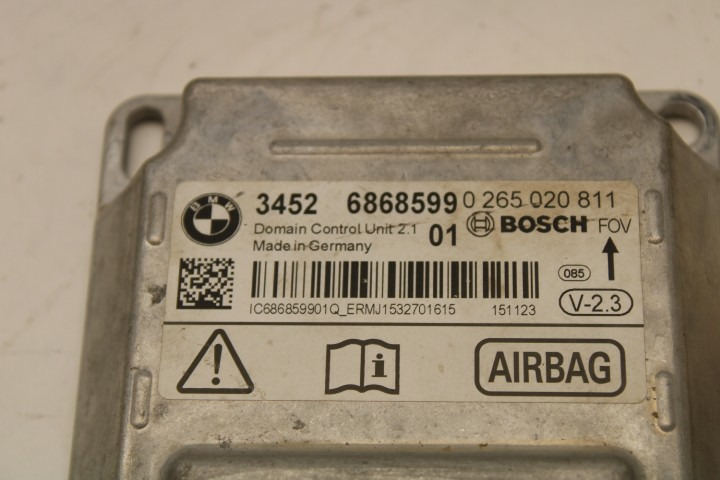 BMW
3452 6868599 0 265 020 811
Domain Control Unit 2.1 01 BOSCH FOV
Made in Germany
085
IC686859901Q_ERMJ1532701615 151123 V-2.3
i AIRBAG